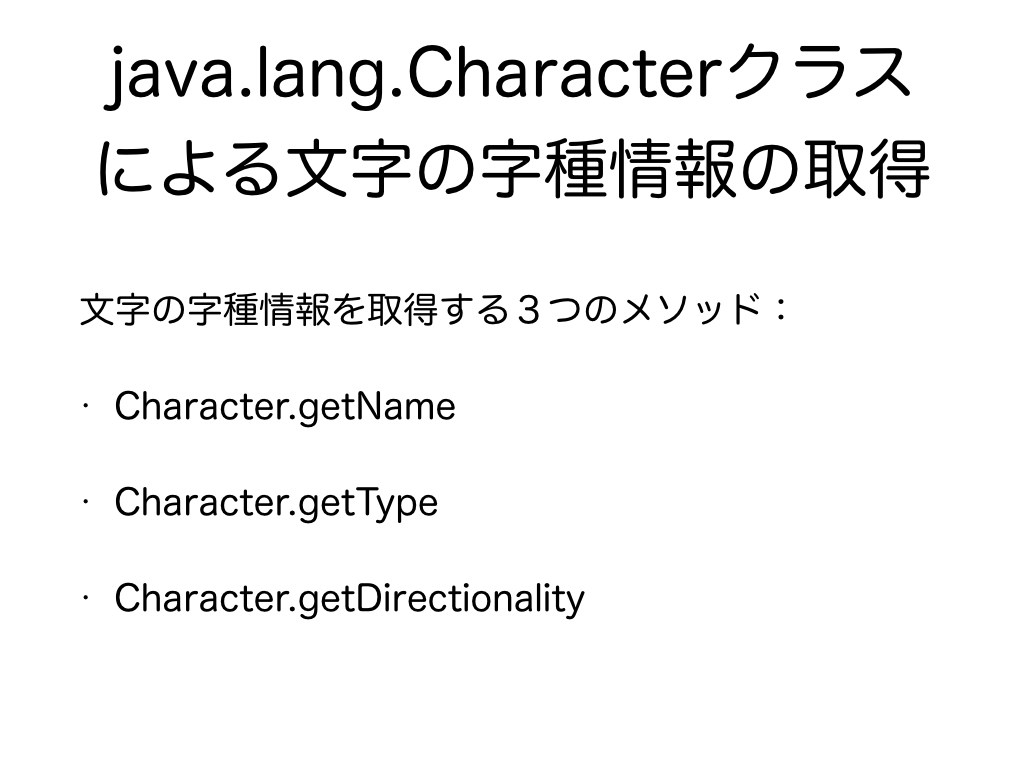 java.lang.Characterクラス
による文字の字種情報の取得
文字の字種情報を取得する３つのメソッド：
・ Character.getName
・ Character.getType
・ Character.getDirectionality